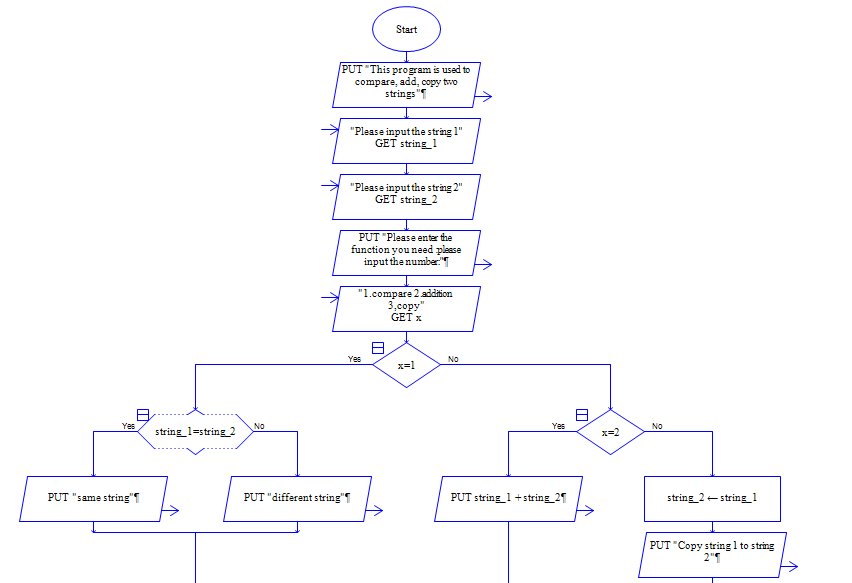 Start
PUT "This program is used to
compare, add, copy two
strings"¶
"Please input the string 1"
GET string_1
"Please input the string 2"
GET string_2
PUT "Please enter the
function you need :please
input the number:"¶
"1.compare 2.addition
3,copy"
GET x
Yes x=1 No
Yes string_1=string_2 No
Yes x=2 No
PUT "same string"¶
PUT "different string"¶
PUT string_1 + string_2¶
string_2 ← string_1
PUT "Copy string 1 to string
2"¶